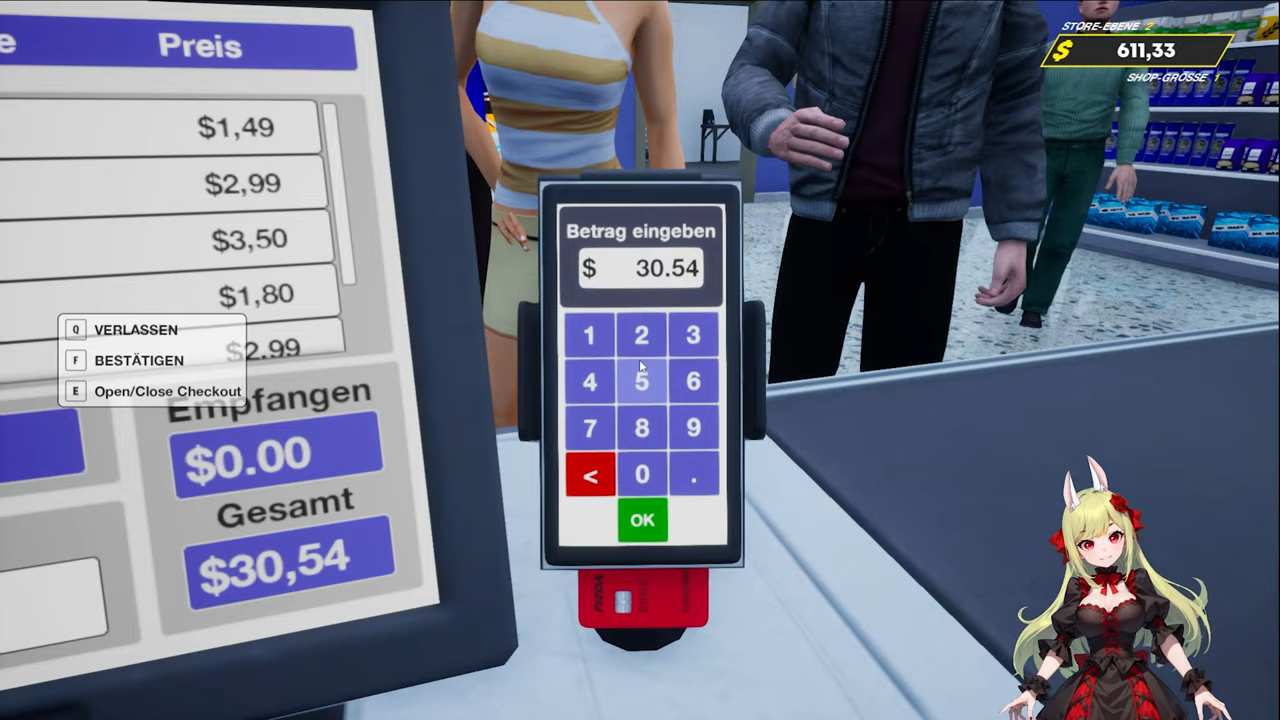 STORE-EBENE 2
$ 611,33
SHOP-GRÖSSE 1
e Preis
$1,49
$2,99
$3,50
$1,80
$2.99
Q VERLASSEN
F BESTÄTIGEN
E Open/Close Checkout
Empfangen
$0.00
Gesamt
$30,54
Betrag eingeben
$ 30.54
1 2 3
4 5 6
7 8 9
< 0 .
OK